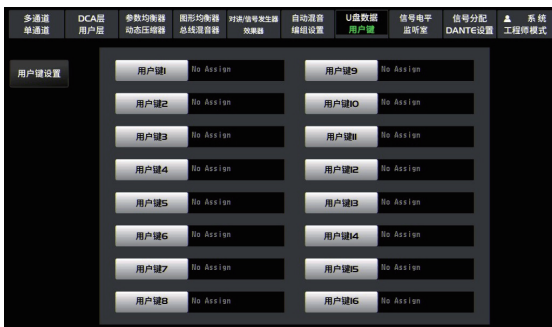 多通道 DCA层 参数均衡器 图形均衡器 对讲/信号发生器 自动混音 U盘数据 信号电平 信号分配 系统
单通道 用户层 动态压缩器 总线混音器 效果器 编组设置 用户键 监听室 DANTE设置 工程师模式
用户键设置
用户键1 No Assign 用户键9 No Assign
用户键2 No Assign 用户键10 No Assign
用户键3 No Assign 用户键11 No Assign
用户键4 No Assign 用户键12 No Assign
用户键5 No Assign 用户键13 No Assign
用户键6 No Assign 用户键14 No Assign
用户键7 No Assign 用户键15 No Assign
用户键8 No Assign 用户键16 No Assign